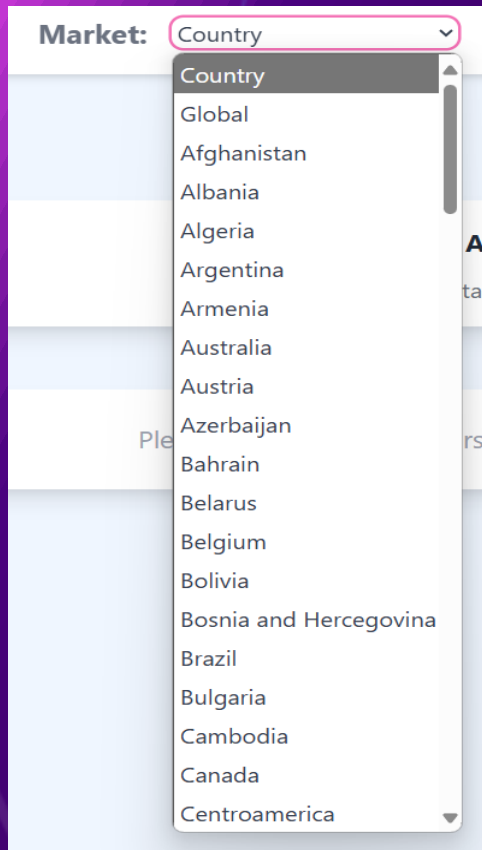 Market: Country
Country
Global
Afghanistan
Albania
Algeria
Argentina
Armenia
Australia
Austria
Azerbaijan
Bahrain
Belarus
Belgium
Bolivia
Bosnia and Hercegovina
Brazil
Bulgaria
Cambodia
Canada
Centroamerica